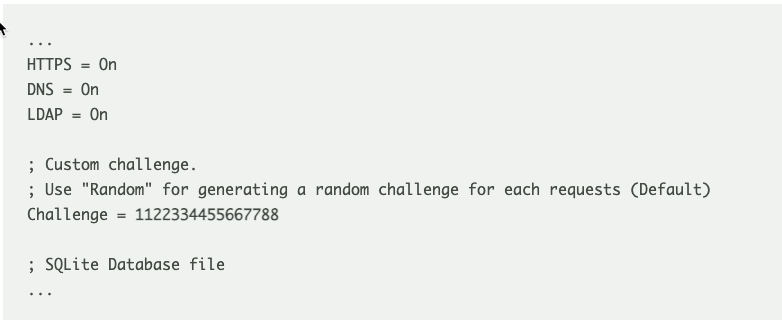 ...
HTTPS = On
DNS = On
LDAP = On
; Custom challenge.
; Use "Random" for generating a random challenge for each requests (Default)
Challenge = 1122334455667788
; SQLite Database file
...